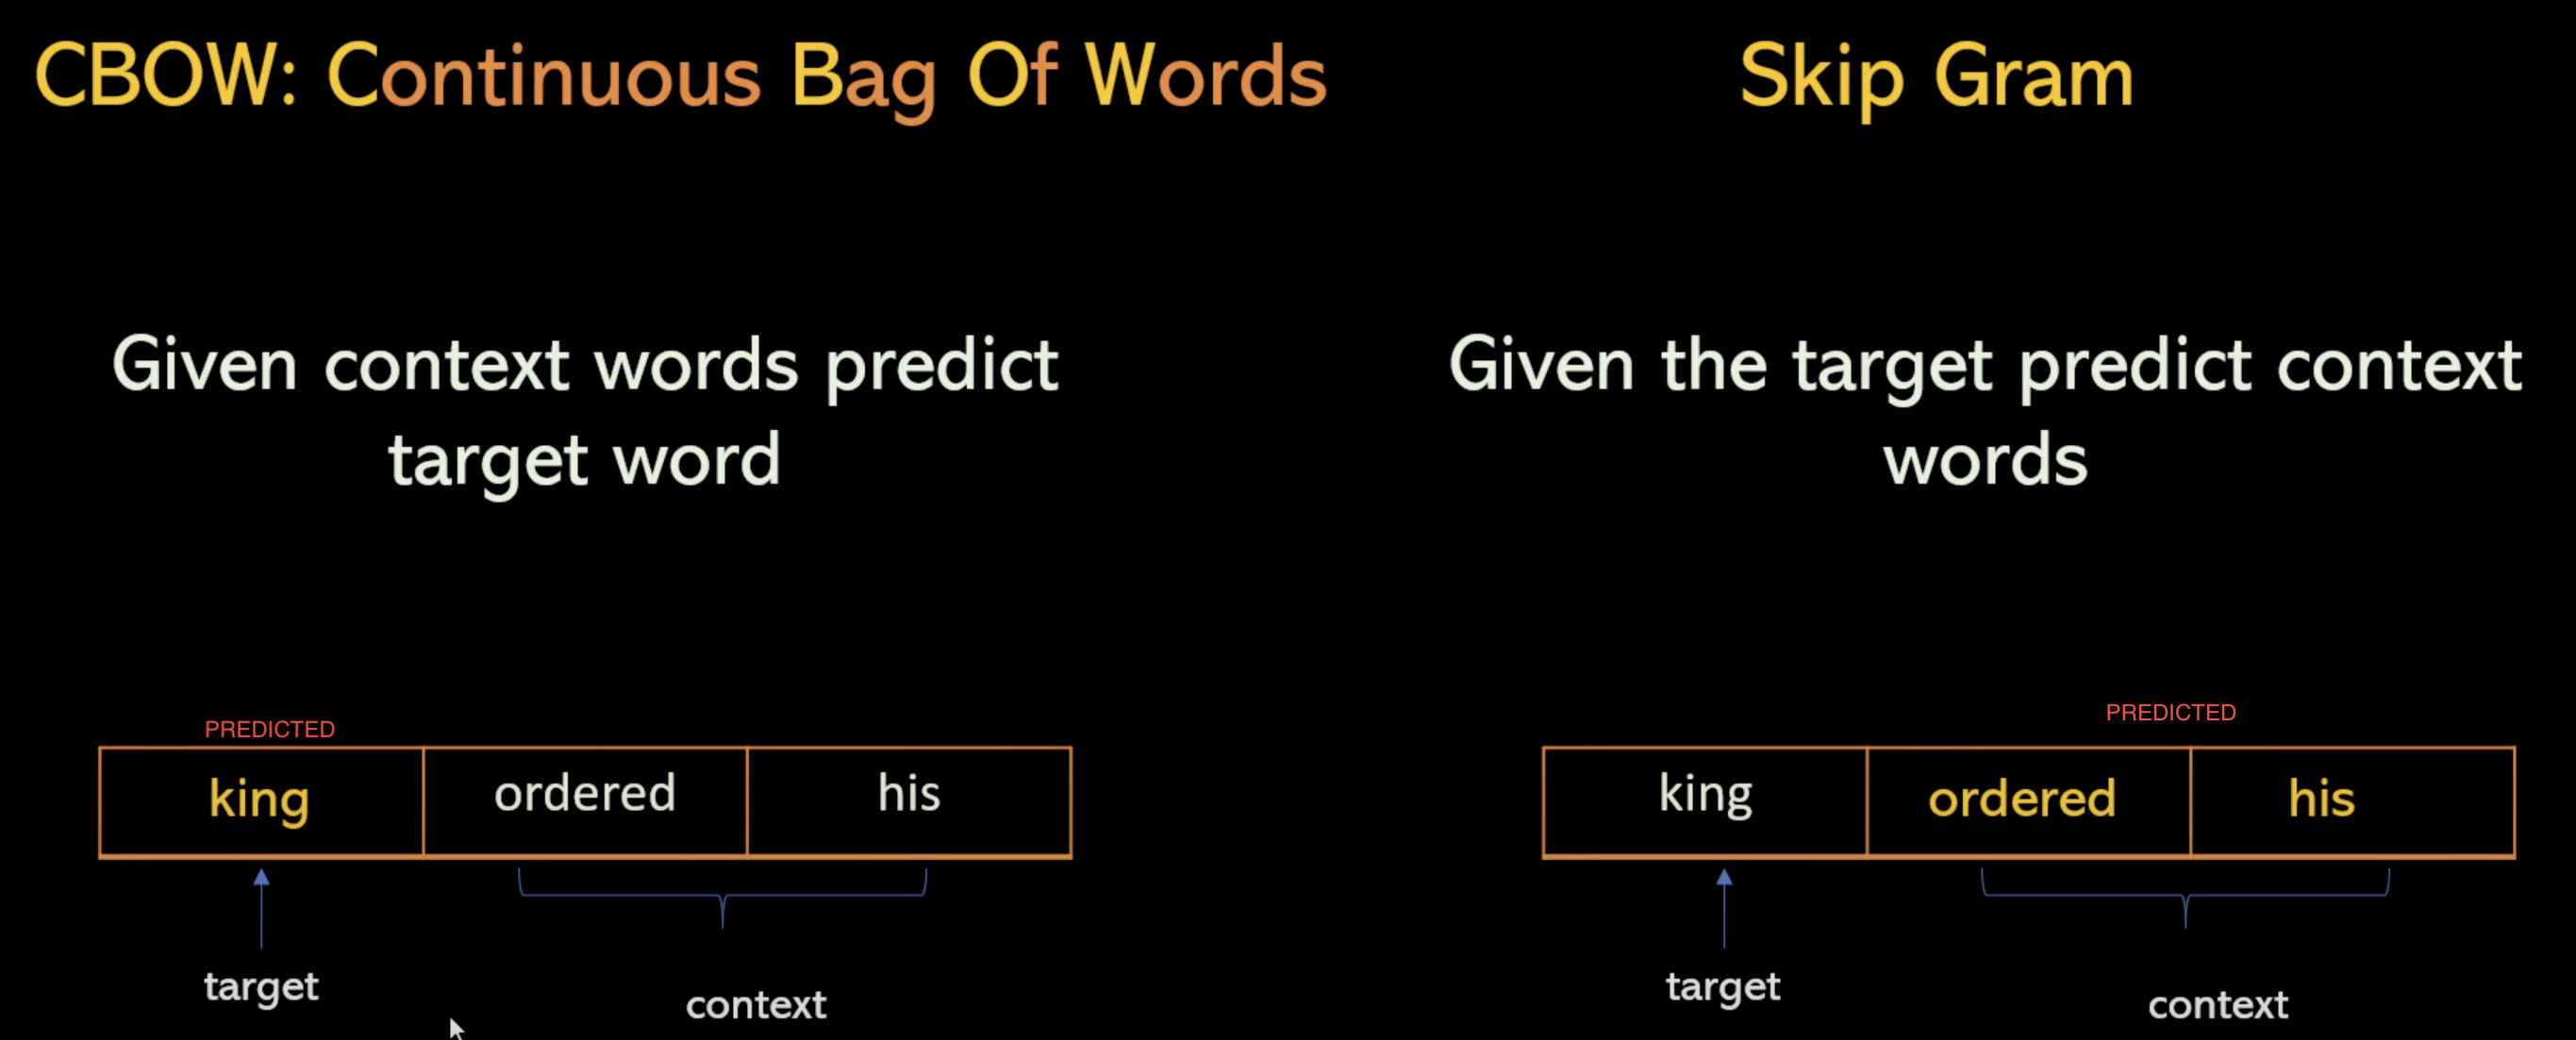 CBOW: Continuous Bag Of Words
Skip Gram
Given context words predict
target word
Given the target predict context
words
PREDICTED
king ordered his
target
context
PREDICTED
king ordered his
target
context